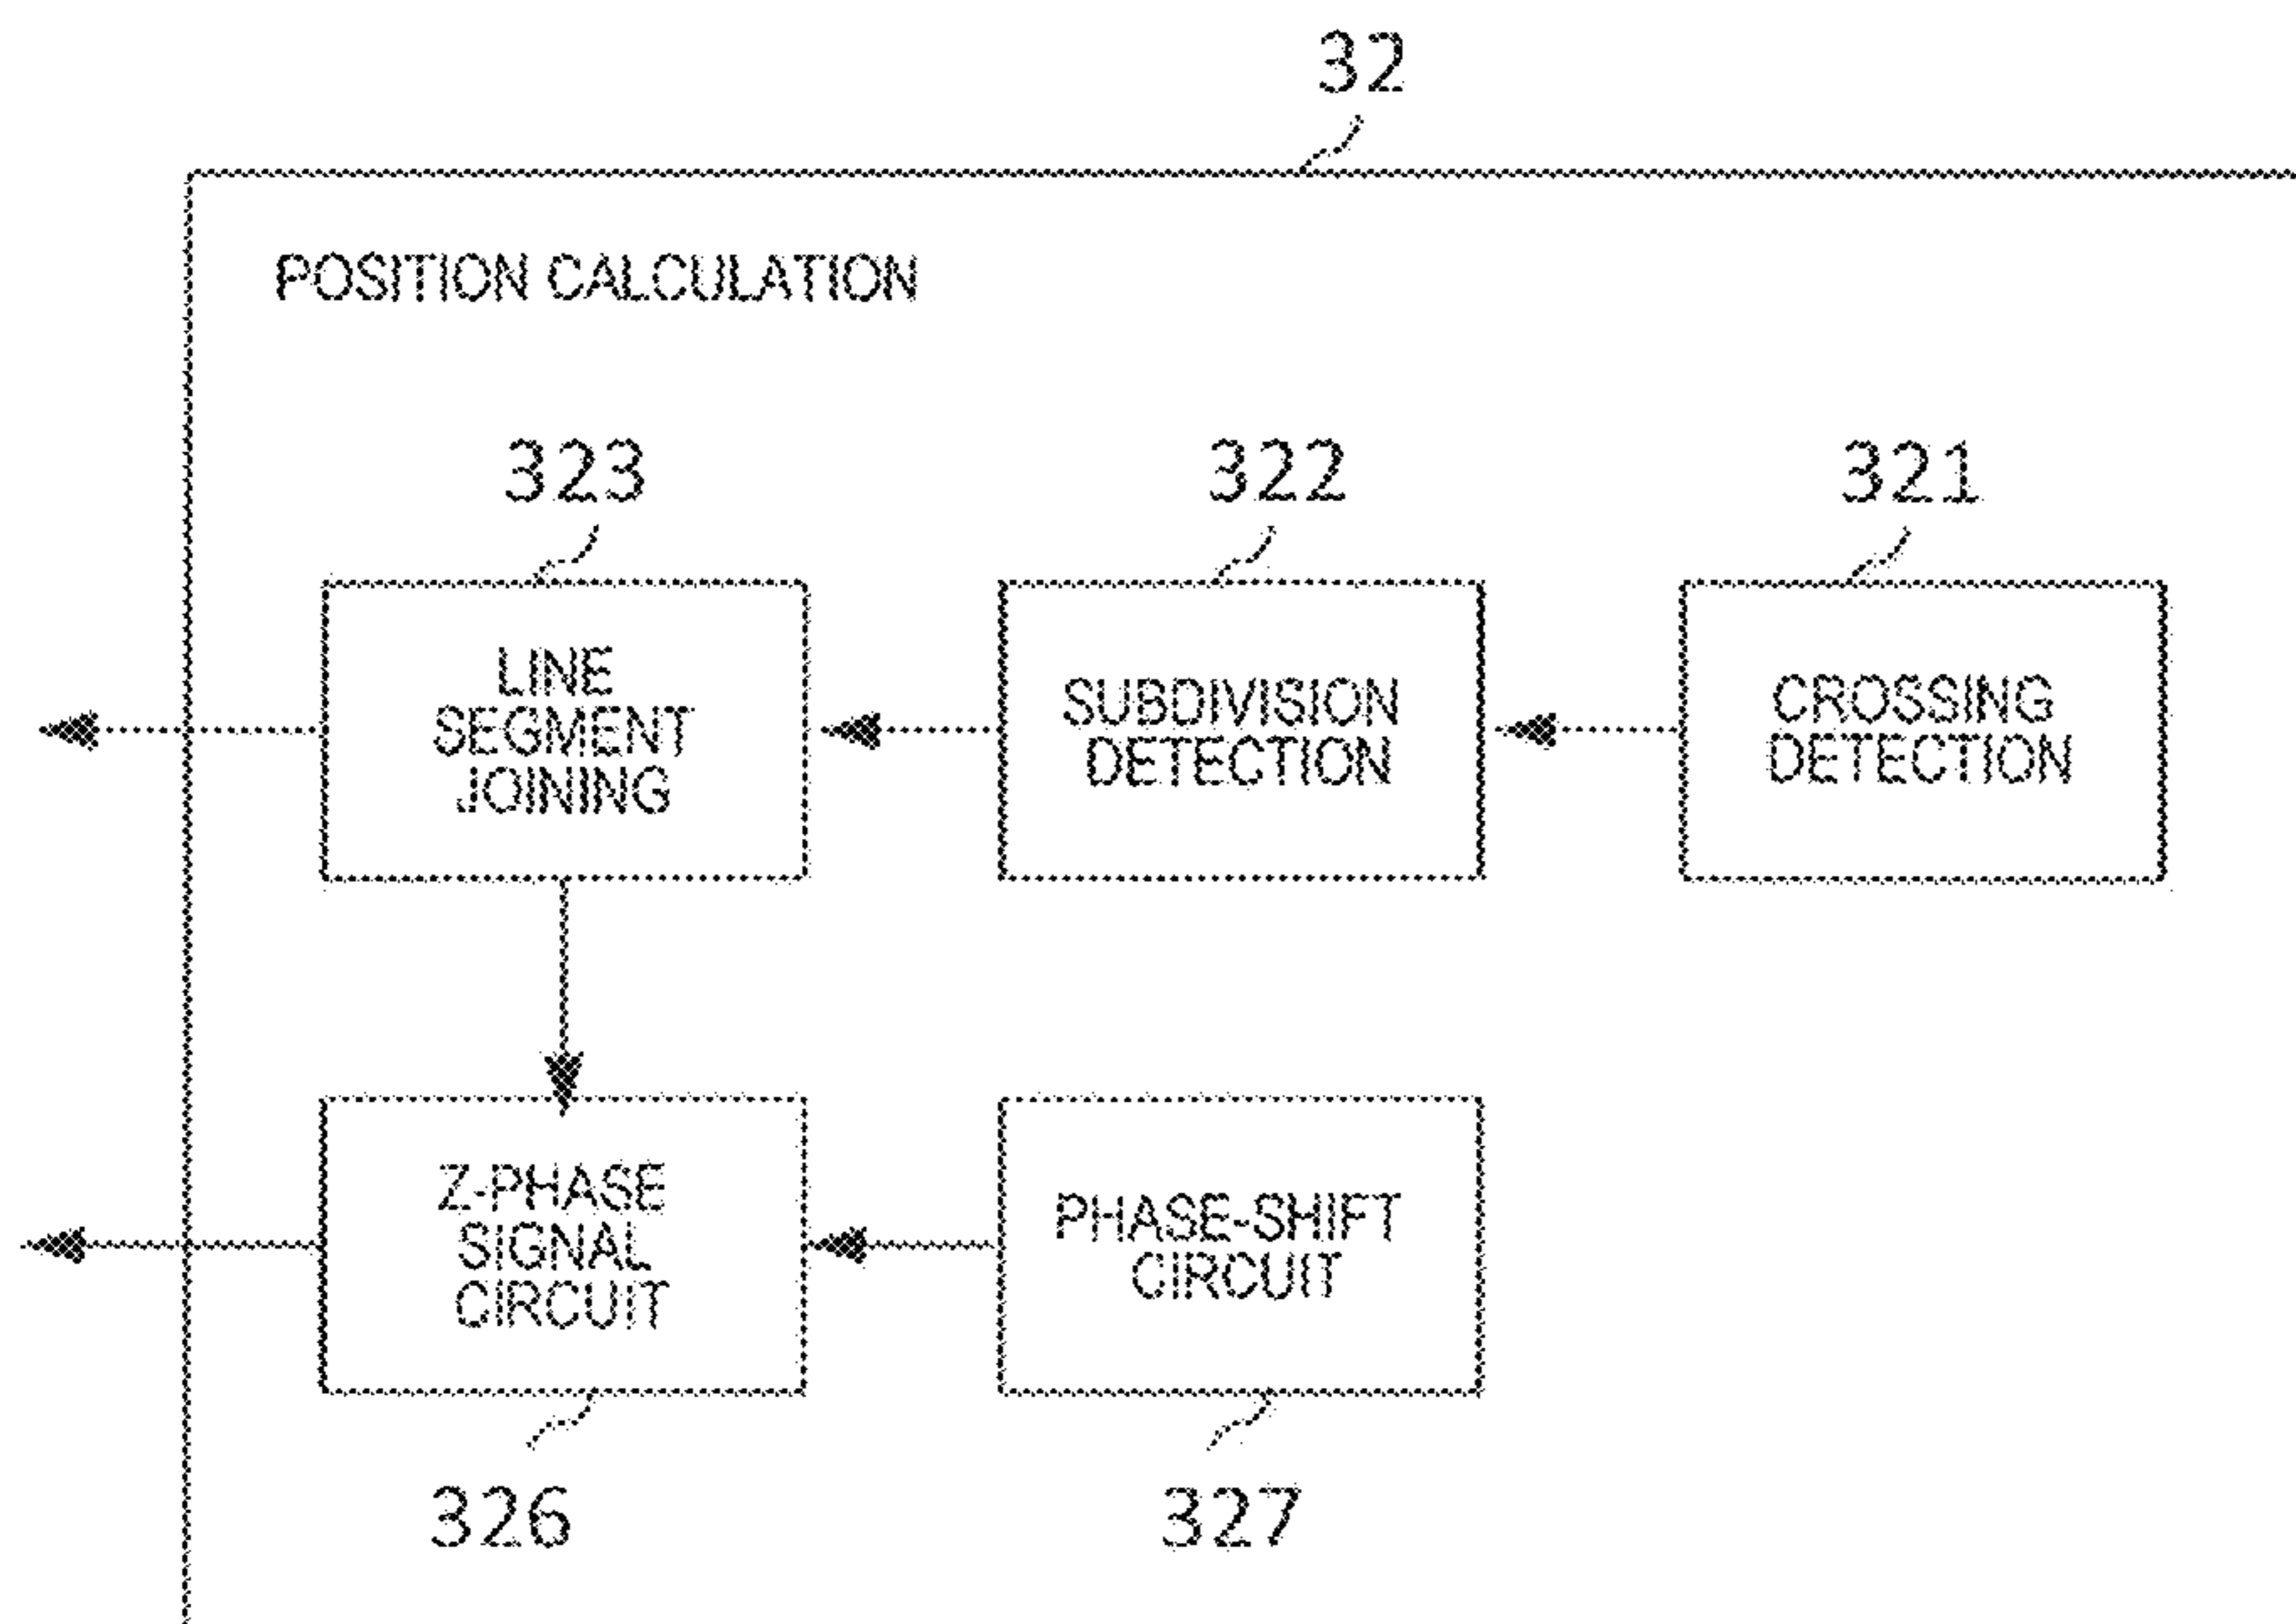 32
POSITION CALCULATION
323
322
321
LINE
SEGMENT
JOINING
SUBDIVISION
DETECTION
CROSSING
DETECTION
Z-PHASE
SIGNAL
CIRCUIT
PHASE-SHIFT
CIRCUIT
326
327